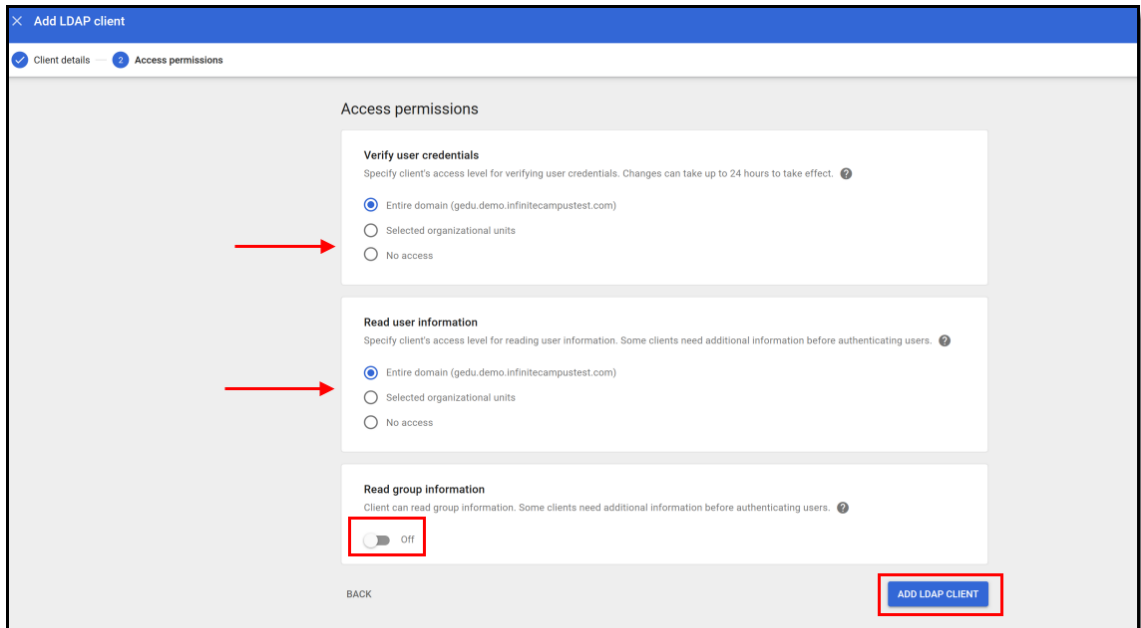 Add LDAP client
Client details
2 Access permissions
Access permissions
Verify user credentials
Specify client's access level for verifying user credentials. Changes can take up to 24 hours to take effect. ?
Entire domain (gedu.demo.infinitecampustest.com)
Selected organizational units
No access
Read user information
Specify client's access level for reading user information. Some clients need additional information before authenticating users. ?
Entire domain (gedu.demo.infinitecampustest.com)
Selected organizational units
No access
Read group information
Client can read group information. Some clients need additional information before authenticating users. ?
Off
BACK
ADD LDAP CLIENT